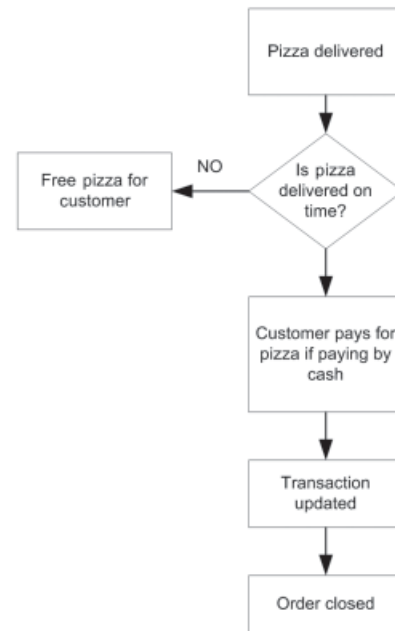 Pizza delivered
Is pizza
delivered on
time?
NO
Free pizza for
customer
Customer pays for
pizza if paying by
cash
Transaction
updated
Order closed